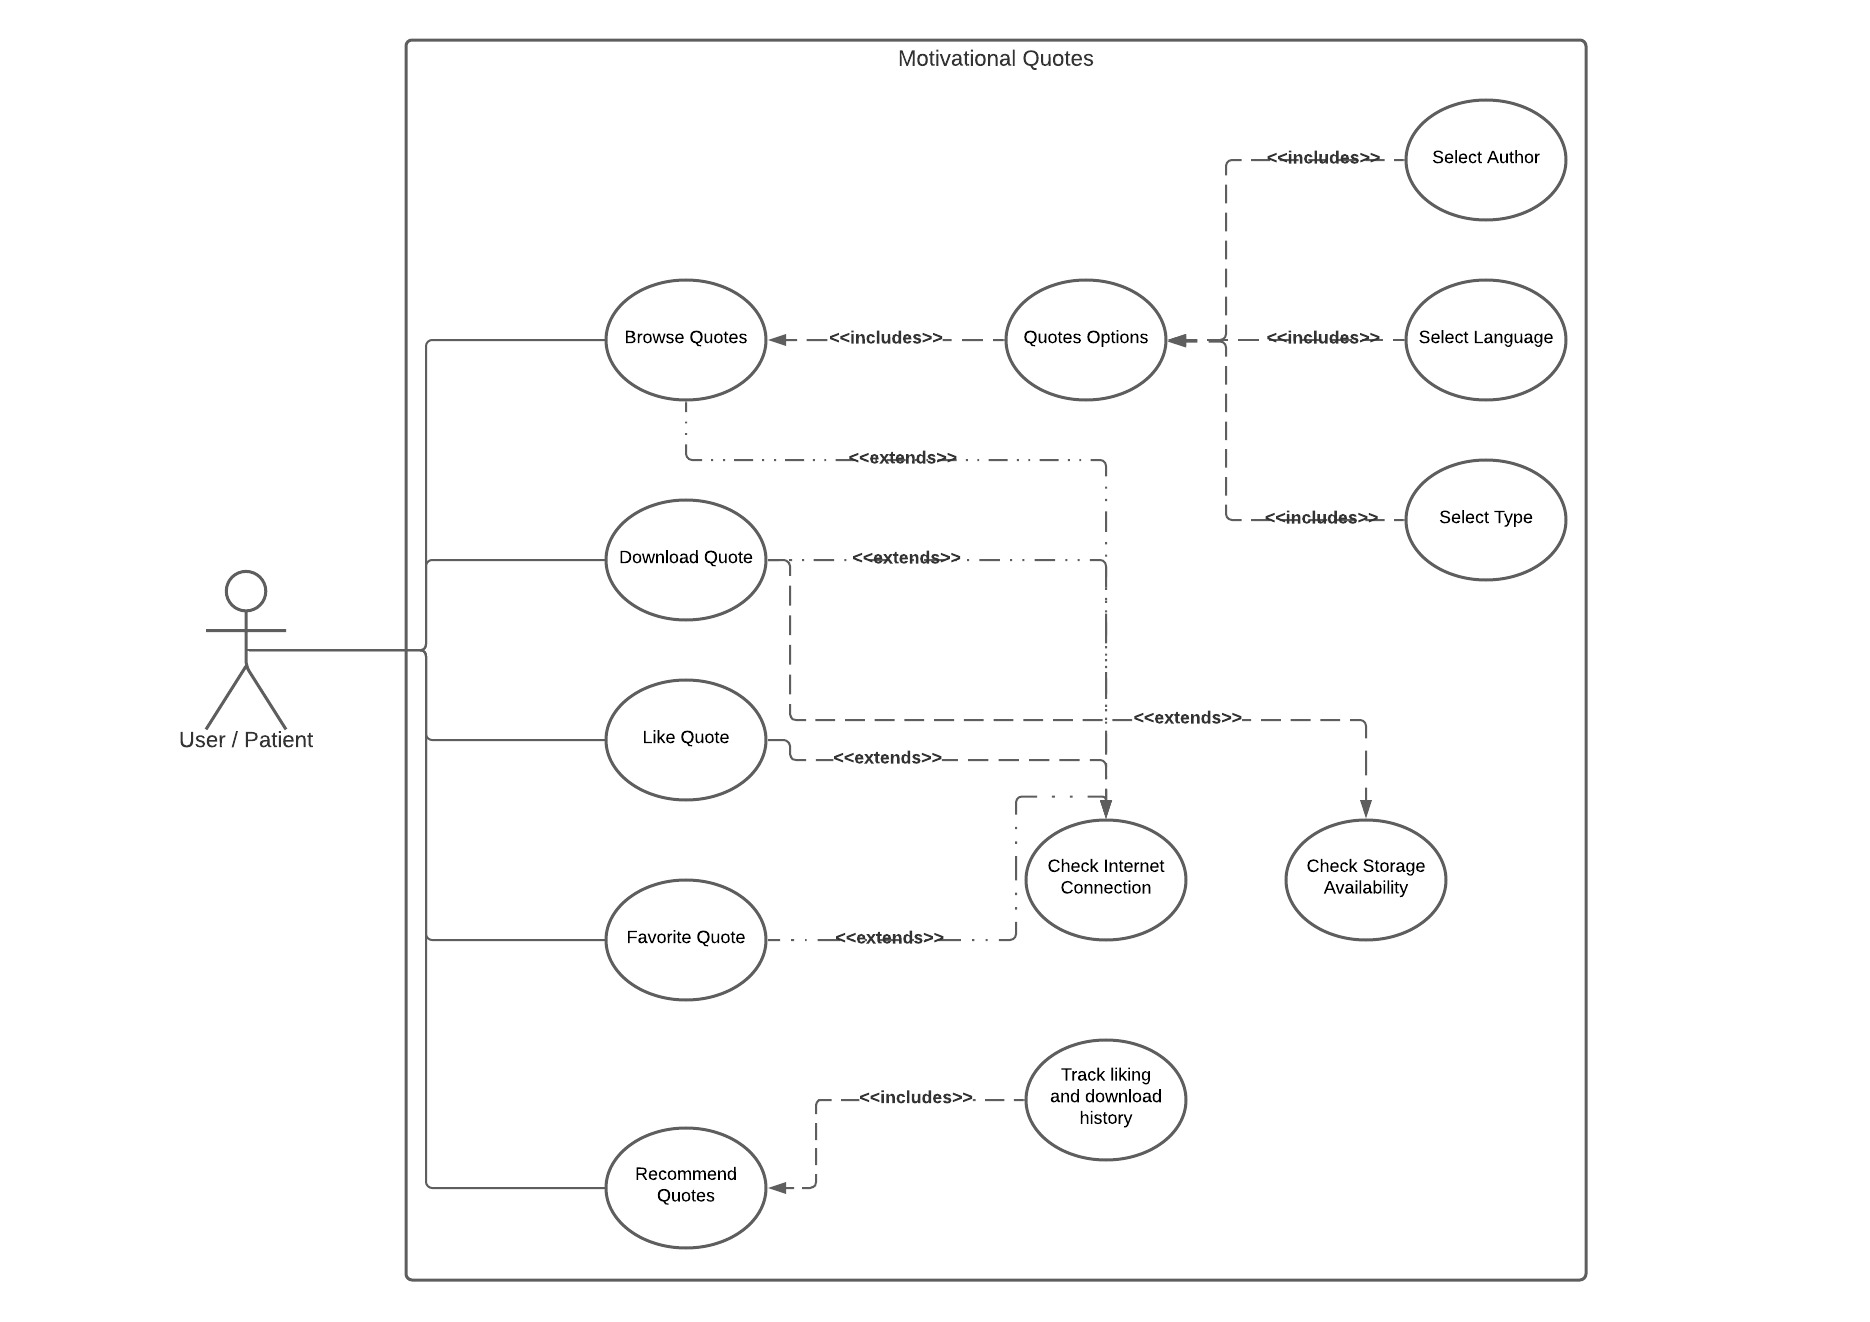 Motivational Quotes
Select Author
<<includes>>
Browse Quotes
<<includes>>
Quotes Options
<<includes>>
Select Language
<<extends>>
<<includes>>
Select Type
Download Quote
<<extends>>
User / Patient
<<extends>>
Like Quote
<<extends>>
Check Internet
Connection
Check Storage
Availability
Favorite Quote
<<extends>>
Track liking
and download
history
<<includes>>
Recommend
Quotes